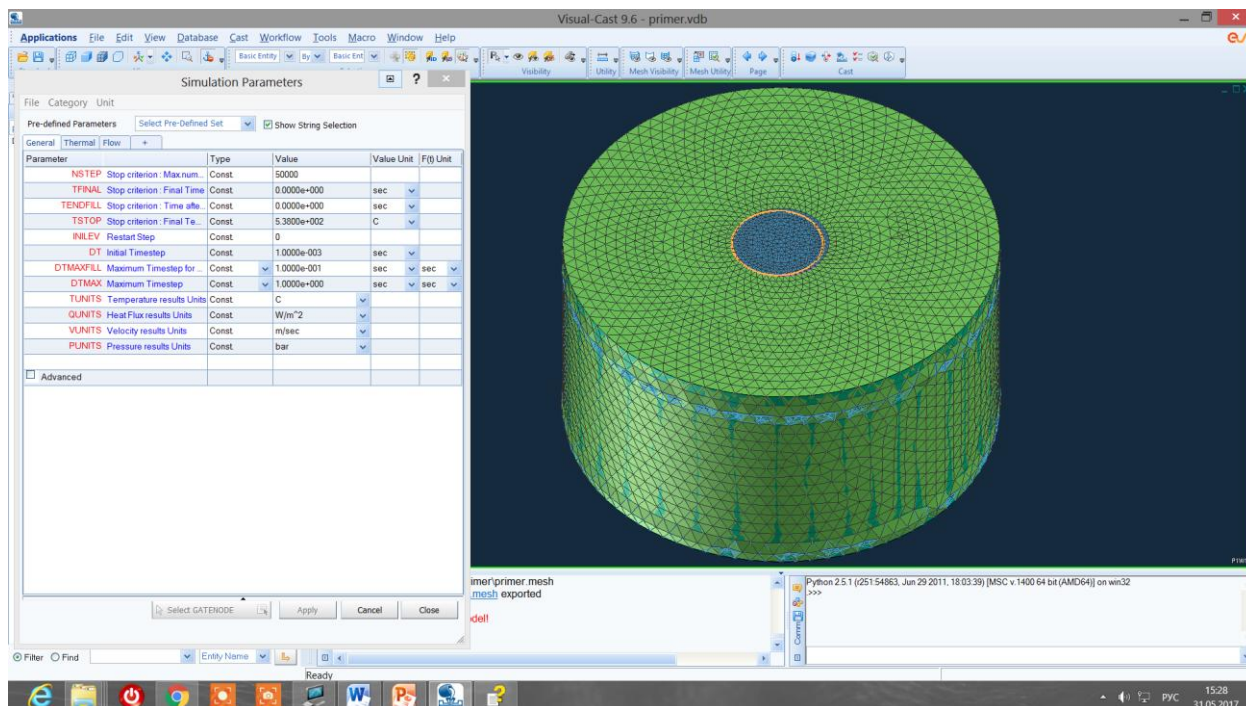 Visual-Cast 9.6 - primer.vdb
Applications File Edit View Database Cast Workflow Tools Macro Window Help
Basic Entity By Basic Ent
Visibility Utility Mesh Visibility Mesh Utility Page Cast
Simulation Parameters ?
File Category Unit
Pre-defined Parameters Select Pre-Defined Set Show String Selection
General Thermal Flow +
Parameter Type Value Value Unit F(t) Unit
NSTEP Stop criterion : Max.num... Const. 50000
TFINAL Stop criterion : Final Time Const. 0.0000e+000 sec
TENDFILL Stop criterion : Time afte... Const. 0.0000e+000 sec
TSTOP Stop criterion : Final Te... Const. 5.3800e+002 C
INILEV Restart Step Const. 0
DT Initial Timestep Const. 1.0000e-003 sec
DTMAXFILL Maximum Timestep for ... Const. 1.0000e-001 sec sec
DTMAX Maximum Timestep Const. 1.0000e+000 sec sec
TUNITS Temperature results Units Const. C
QUNITS Heat Flux results Units Const. W/m^2
VUNITS Velocity results Units Const. m/sec
PUNITS Pressure results Units Const. bar
Advanced
Select GATENODE Apply Cancel Close
imer\primer.mesh
.mesh exported
del!
Python 2.5.1 (r251:54863, Jun 29 2011, 18:03:39) [MSC v.1400 64 bit (AMD64)] on win32
>>>
Filter Find Entity Name
Ready
РУС 15:28
31.05.2017